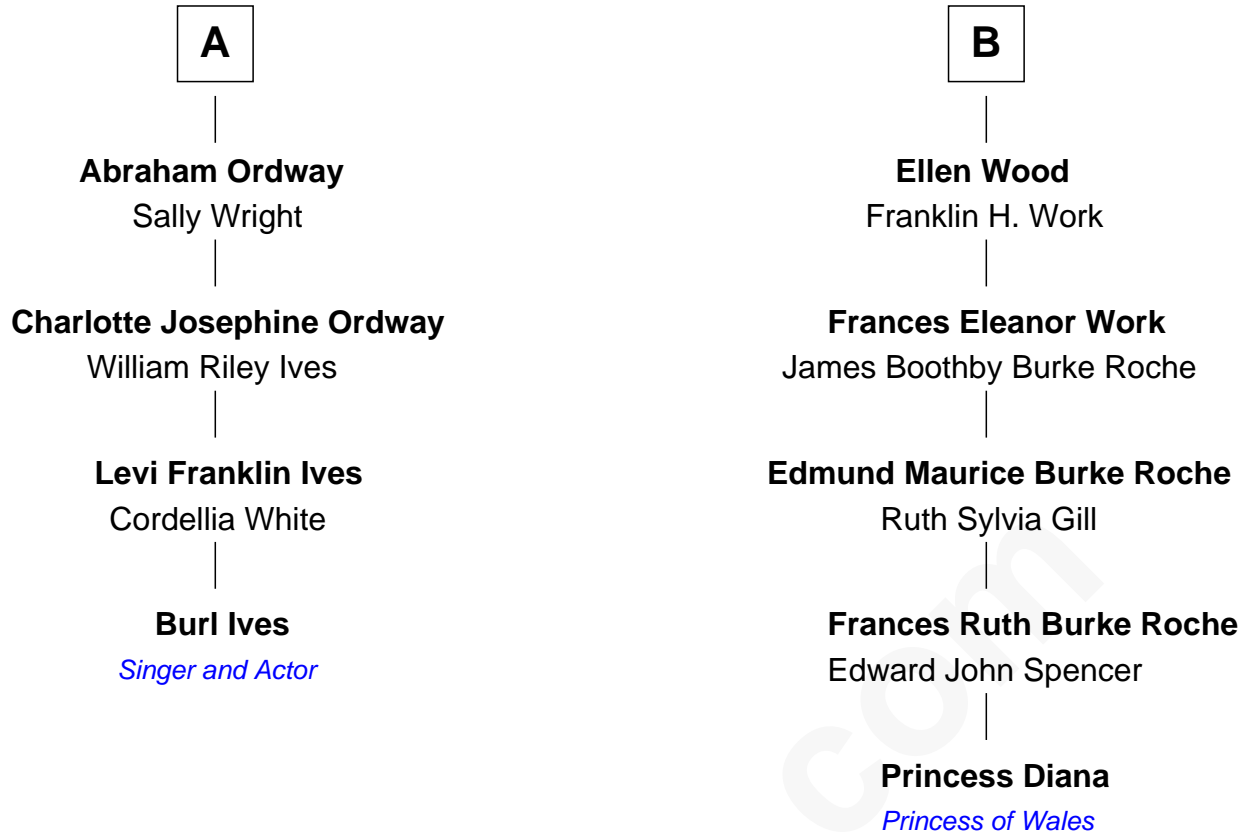 A
Abraham Ordway
Sally Wright
Charlotte Josephine Ordway
William Riley Ives
Levi Franklin Ives
Cordellia White
Burl Ives
Singer and Actor
B
Ellen Wood
Franklin H. Work
Frances Eleanor Work
James Boothby Burke Roche
Edmund Maurice Burke Roche
Ruth Sylvia Gill
Frances Ruth Burke Roche
Edward John Spencer
Princess Diana
Princess of Wales
com